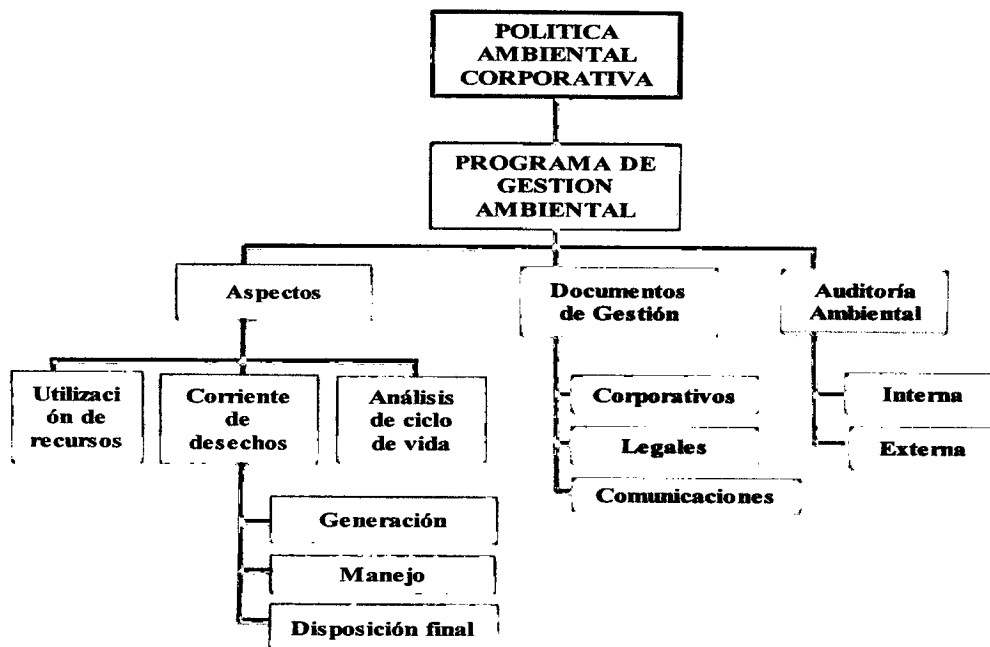 POLITICA
AMBIENTAL
CORPORATIVA
PROGRAMA DE
GESTION
AMBIENTAL
Aspectos
Documentos
de Gestión
Auditoría
Ambiental
Utilizaci
ón de
recursos
Corriente
de
desechos
Análisis
de ciclo
de vida
Generación
Manejo
Disposición final
Corporativos
Legales
Comunicaciones
Interna
Externa